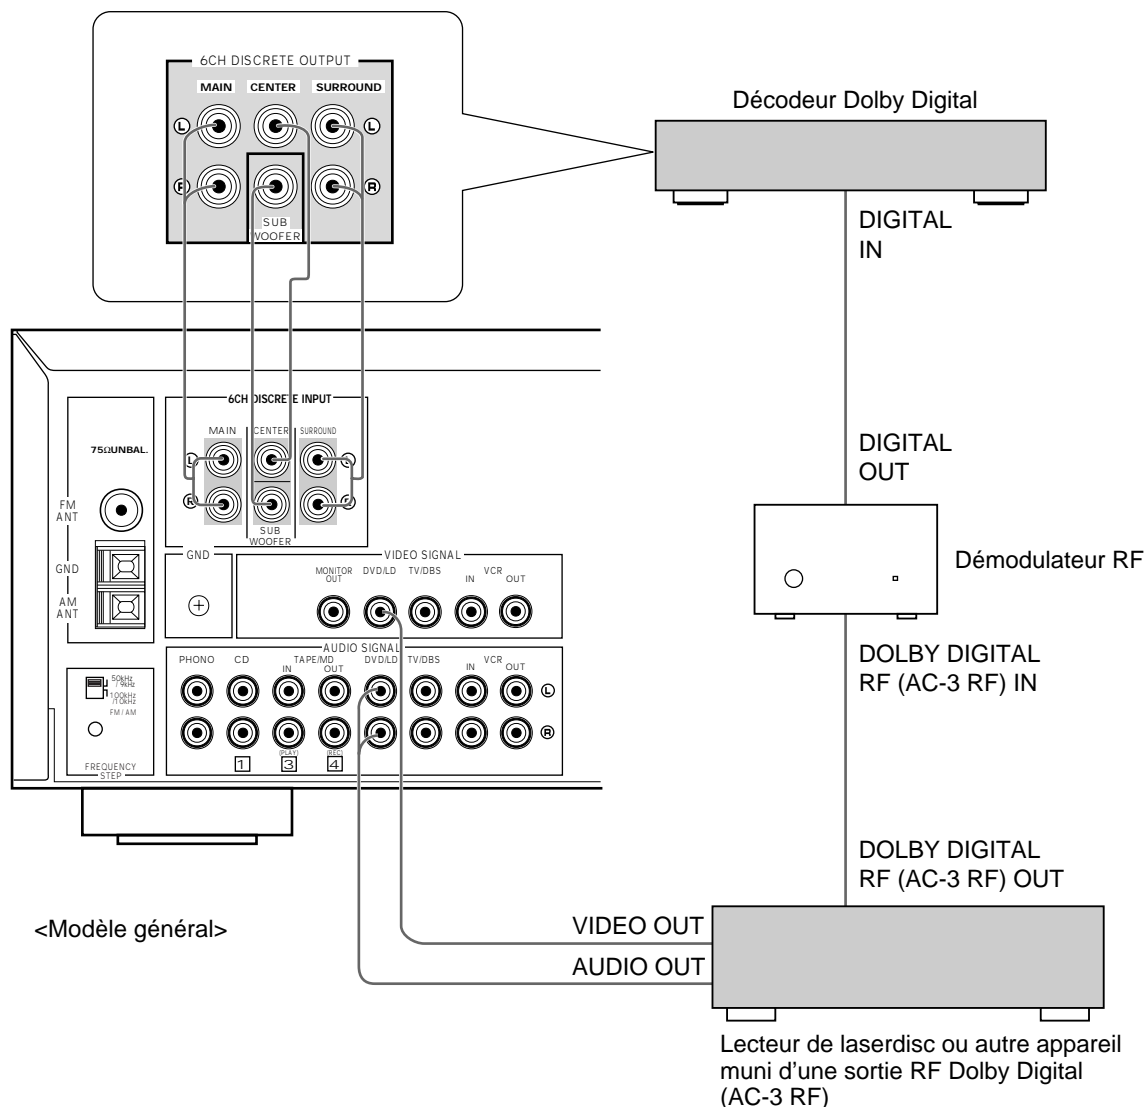 6CH DISCRETE OUTPUT
MAIN CENTER SURROUND
L L
R R
SUB
WOOFER
Décodeur Dolby Digital
DIGITAL
IN
6CH DISCRETE INPUT
MAIN CENTER SURROUND
L L
R R
SUB
WOOFER
75ΩUNBAL.
FM
ANT
GND
AM
ANT
DIGITAL
OUT
Démodulateur RF
GND
VIDEO SIGNAL
MONITOR
OUT
DVD/LD
TV/DBS
VCR
IN OUT
DOLBY DIGITAL
RF (AC-3 RF) IN
AUDIO SIGNAL
PHONO CD TAPE/MD DVD/LD TV/DBS VCR
IN OUT IN OUT
L
R
(PLAY) (REC)
1 3 4
50kHz
/ 9kHz
100kHz
/10kHz
FM / AM
FREQUENCY
STEP
DOLBY DIGITAL
RF (AC-3 RF) OUT
<Modèle général>
VIDEO OUT
AUDIO OUT
Lecteur de laserdisc ou autre appareil
muni d'une sortie RF Dolby Digital
(AC-3 RF)